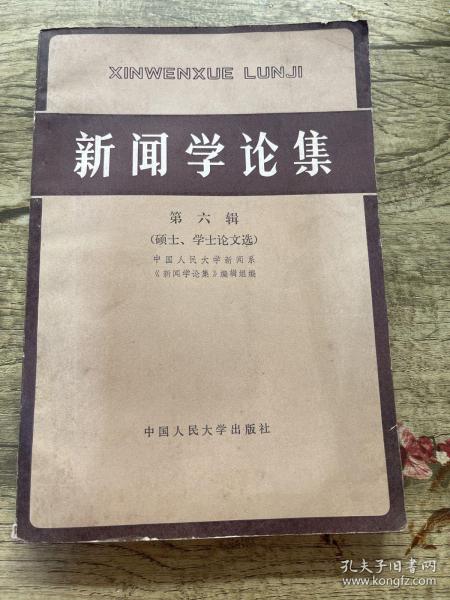 XINWENXUE LUNJI
新闻学论集
第六辑
(硕士、学士论文选)
中国人民大学新闻系
《新闻学论集》编辑组编
中国人民大学出版社
孔夫子旧书网
www.kongfz.com